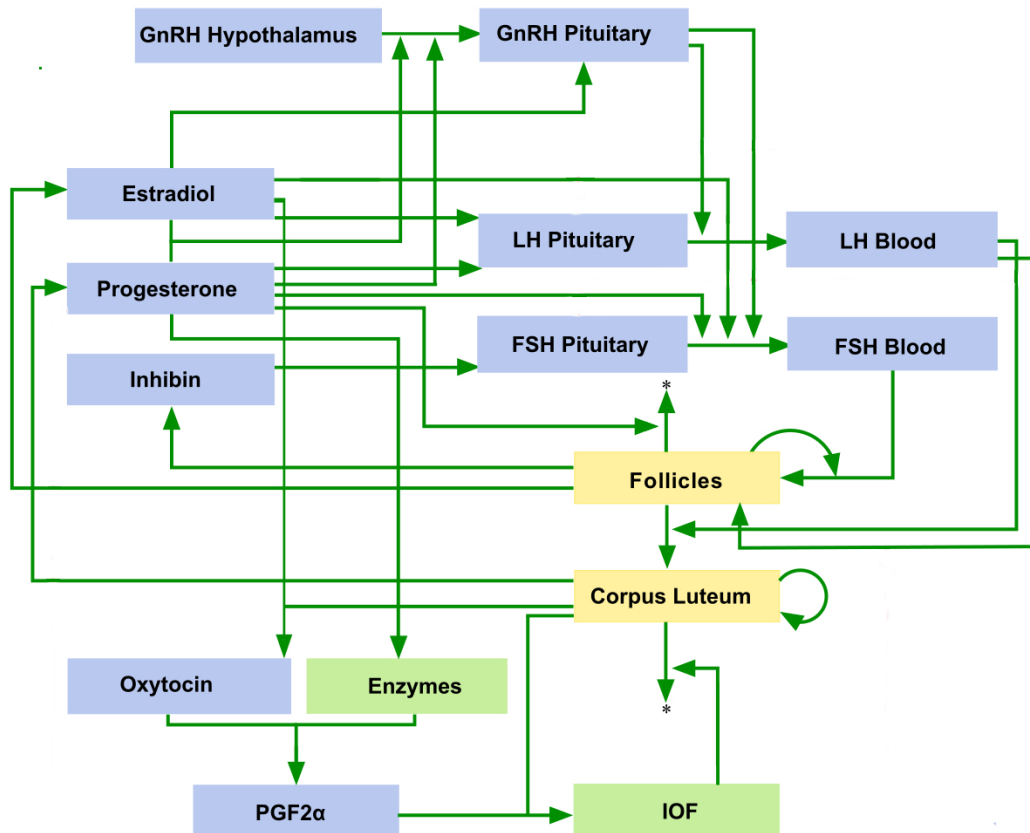 GnRH Hypothalamus
GnRH Pituitary
Estradiol
LH Pituitary
LH Blood
Progesterone
FSH Pituitary
FSH Blood
Inhibin
*
Follicles
Corpus Luteum
Oxytocin
Enzymes
*
PGF2α
IOF